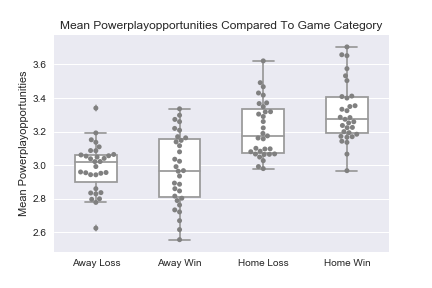 Mean Powerplayopportunities Compared To Game Category
Mean Powerplayopportunities
3.6
3.4
3.2
3.0
2.8
2.6
Away Loss
Away Win
Home Loss
Home Win